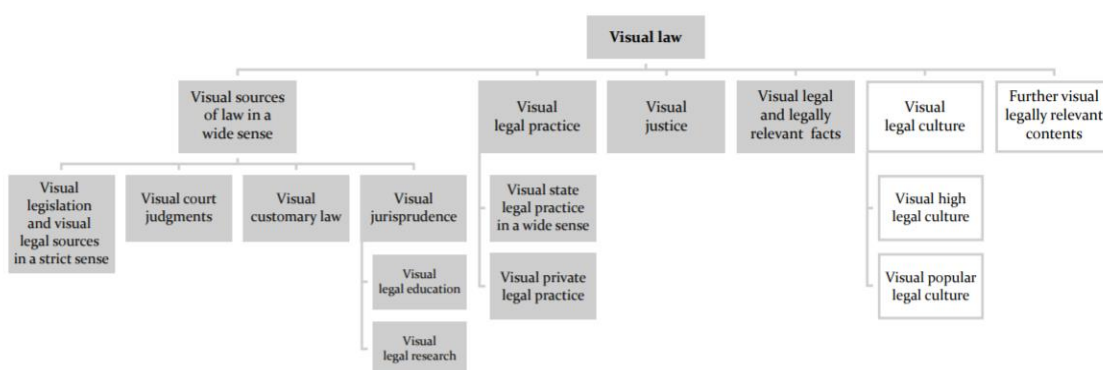 Visual law
Visual sources
of law in a
wide sense
Visual
legal practice
Visual
justice
Visual legal
and legally
relevant facts
Visual
legal culture
Further visual
legally relevant
contents
Visual
legislation
and visual
legal sources
in a strict sense
Visual court
judgments
Visual
customary law
Visual
jurisprudence
Visual state
legal practice
in a wide sense
Visual high
legal culture
Visual
legal education
Visual private
legal practice
Visual popular
legal culture
Visual
legal research